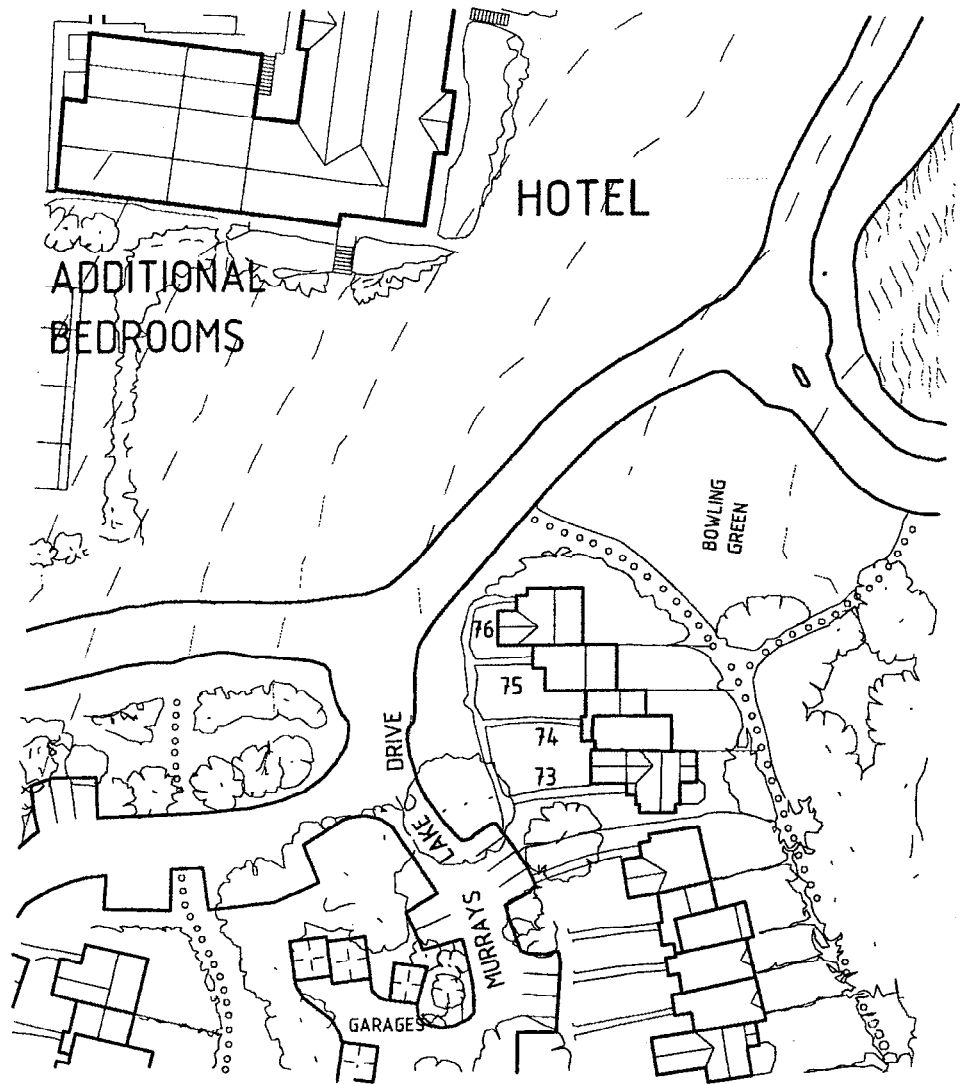 HOTEL
ADDITIONAL
BEDROOMS
BOWLING
GREEN
76
75
74
73
MURRAYS LAKE DRIVE
GARAGES